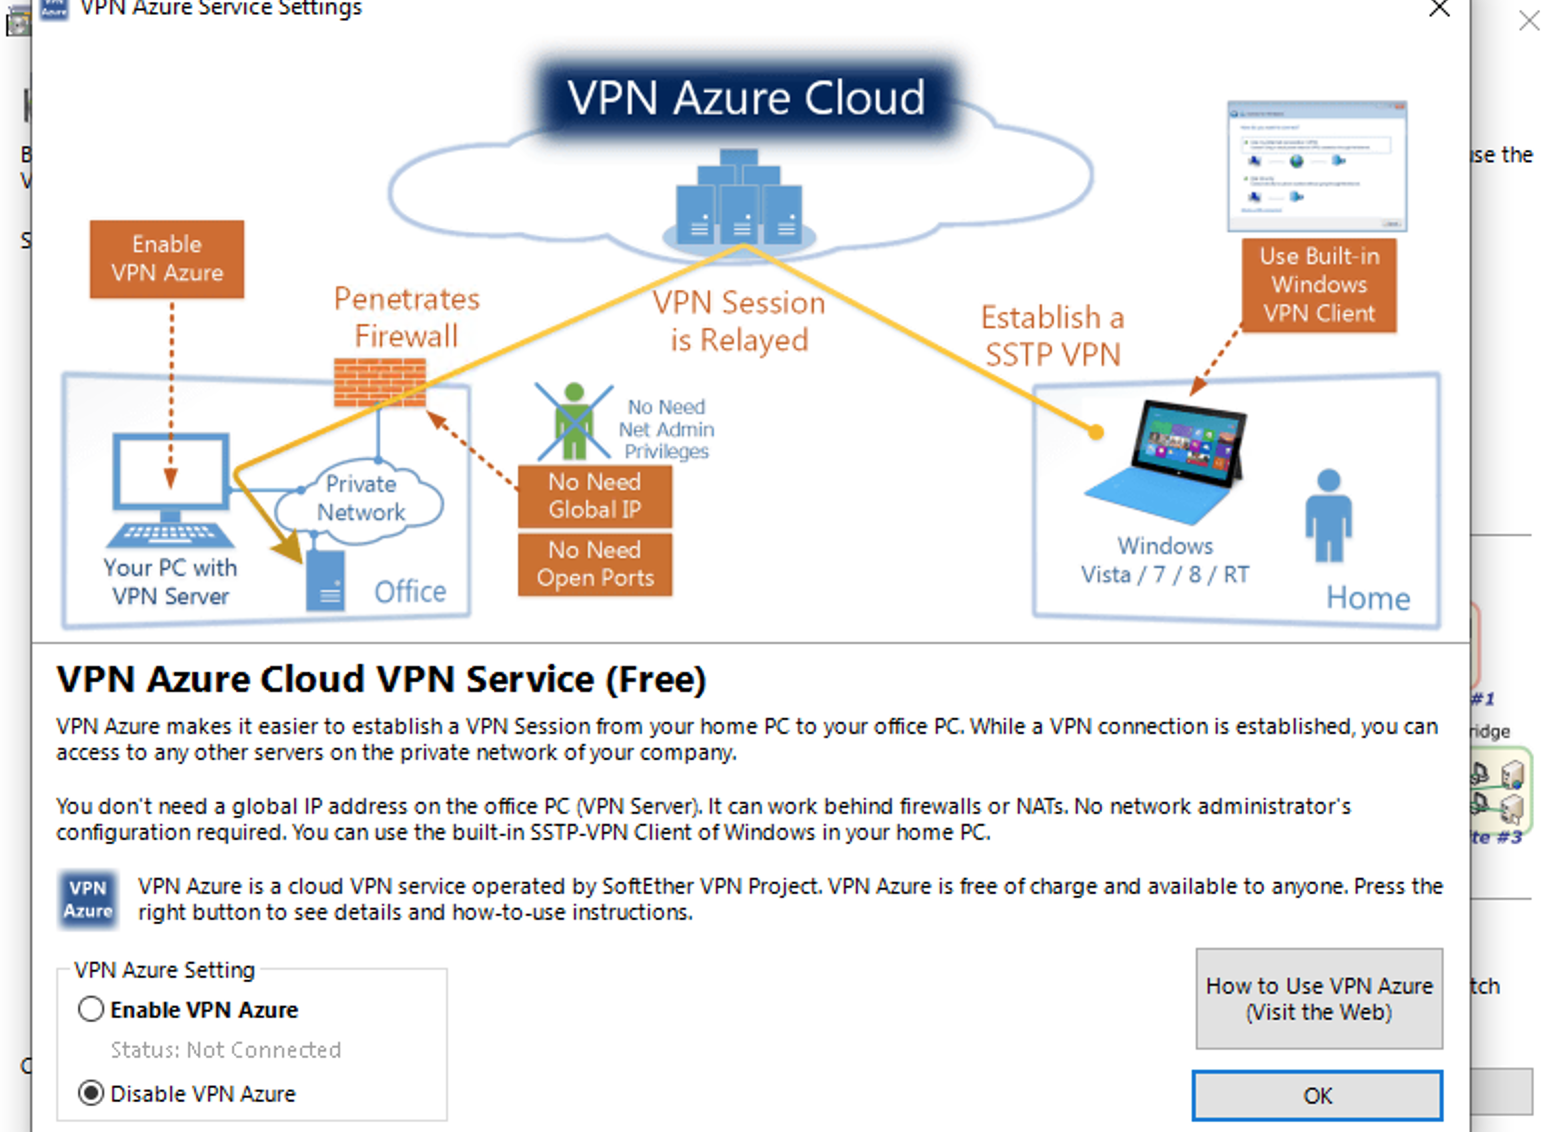 VPN Azure Service Settings
VPN Azure Cloud
use the
Enable
VPN Azure
Penetrates
Firewall
VPN Session
is Relayed
Establish a
SSTP VPN
Use Built-in
Windows
VPN Client
No Need
Net Admin
Privileges
No Need
Global IP
No Need
Open Ports
Private
Network
Your PC with
VPN Server
Office
Windows
Vista / 7 / 8 / RT
Home
VPN Azure Cloud VPN Service (Free)
VPN Azure makes it easier to establish a VPN Session from your home PC to your office PC. While a VPN connection is established, you can
access to any other servers on the private network of your company.
You don't need a global IP address on the office PC (VPN Server). It can work behind firewalls or NATs. No network administrator's
configuration required. You can use the built-in SSTP-VPN Client of Windows in your home PC.
VPN
Azure
VPN Azure is a cloud VPN service operated by SoftEther VPN Project. VPN Azure is free of charge and available to anyone. Press the
right button to see details and how-to-use instructions.
VPN Azure Setting
Enable VPN Azure
Status: Not Connected
Disable VPN Azure
How to Use VPN Azure
(Visit the Web)
OK
#1
ridge
te #3
tch